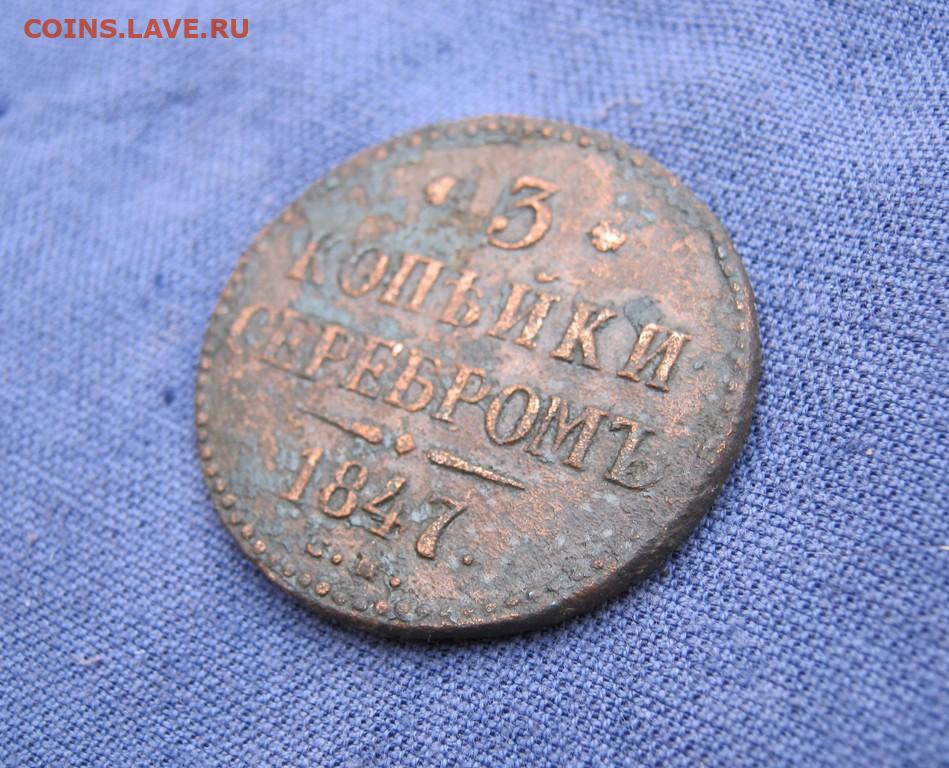 COINS.LAVE.RU
3
КОПѢЙКИ
СЕРЕБРОМЪ
1847.
С. М.